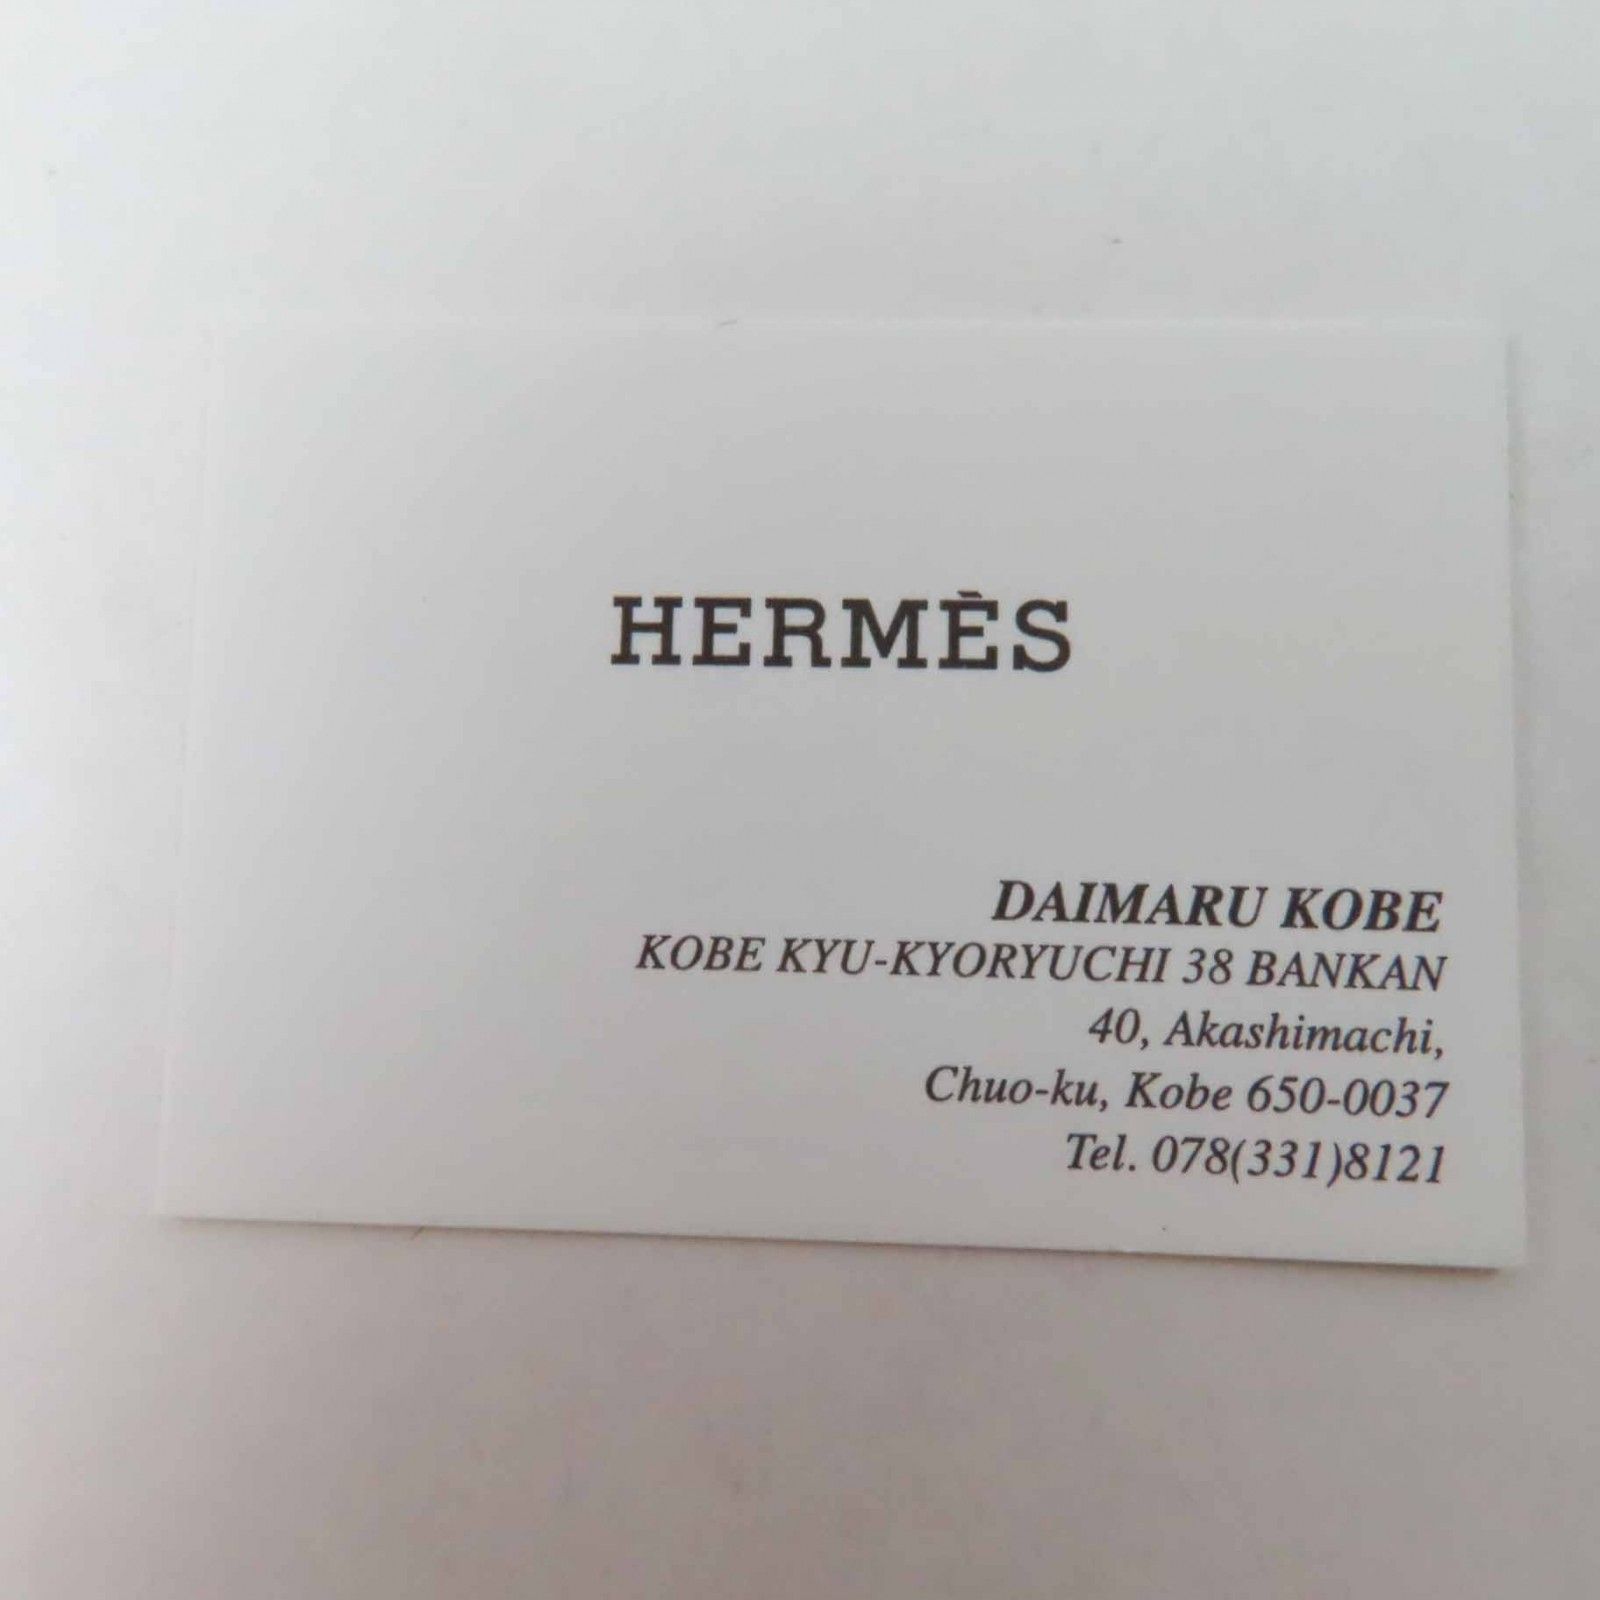 HERMÈS
DAIMARU KOBE
KOBE KYU-KYORYUCHI 38 BANKAN
40, Akashimachi,
Chuo-ku, Kobe 650-0037
Tel. 078(331)8121